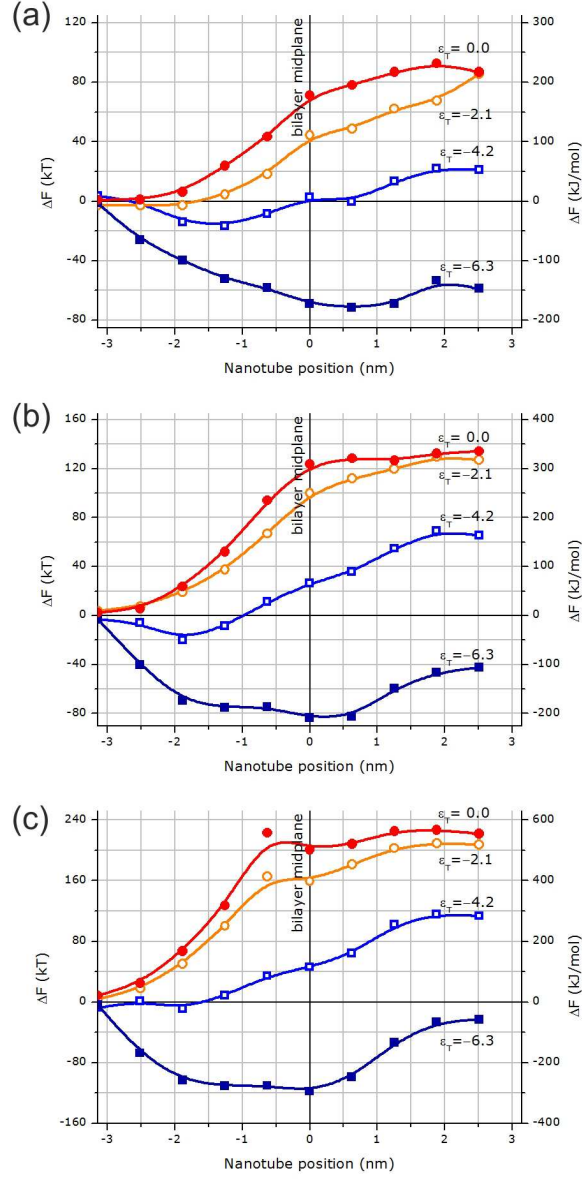 (a)
120
300
εT= 0.0
bilayer midplane
80
200
εT=−2.1
ΔF (kT)
40
100
ΔF (kJ/mol)
εT=−4.2
0
0
-40
-100
εT=−6.3
-80
-200
-3 -2 -1 0 1 2 3
Nanotube position (nm)
(b)
160
400
εT= 0.0
bilayer midplane
120
300
εT=−2.1
80
200
εT=−4.2
ΔF (kT)
40
100
ΔF (kJ/mol)
0
0
εT=−6.3
-40
-100
-80
-200
-3 -2 -1 0 1 2 3
Nanotube position (nm)
(c)
240
600
εT= 0.0
bilayer midplane
εT=−2.1
160
400
εT=−4.2
ΔF (kT)
80
200
ΔF (kJ/mol)
0
0
εT=−6.3
-80
-200
-160
-400
-3 -2 -1 0 1 2 3
Nanotube position (nm)